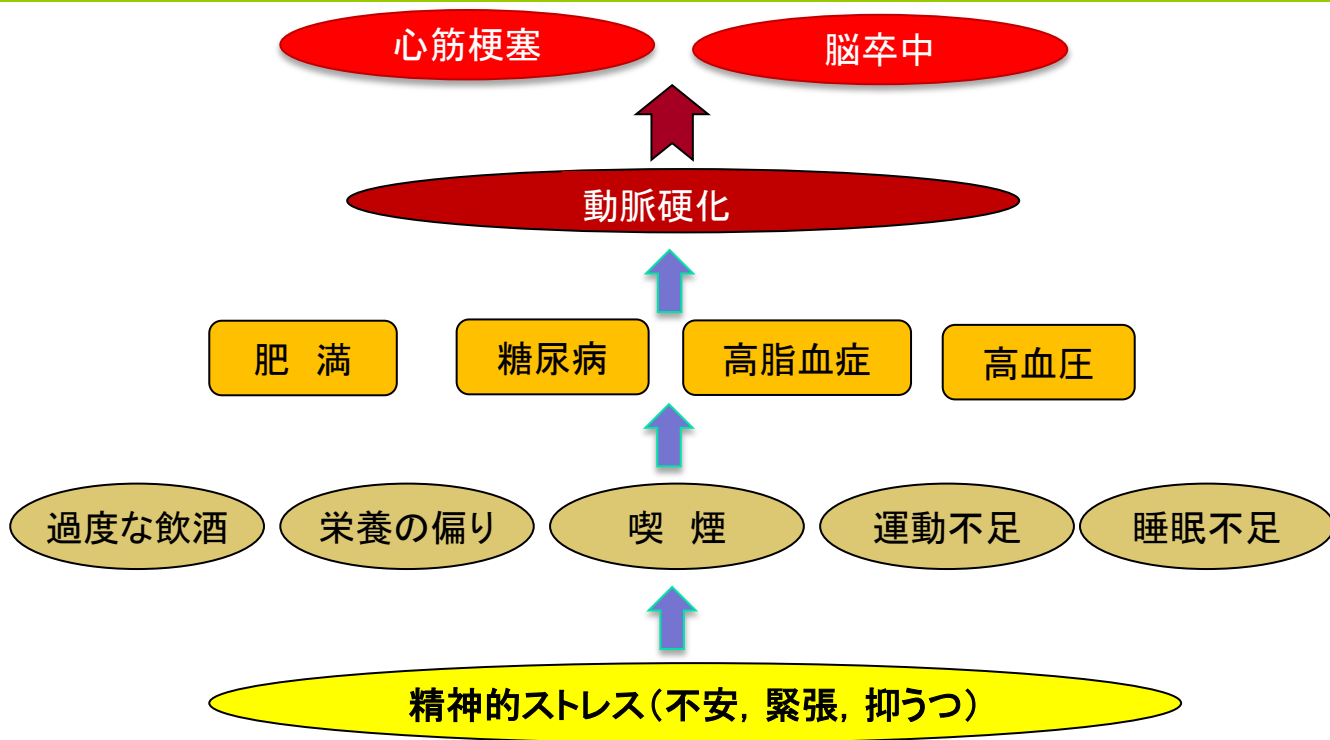 心筋梗塞
脳卒中
動脈硬化
肥　満
糖尿病
高脂血症
高血圧
過度な飲酒
栄養の偏り
喫　煙
運動不足
睡眠不足
精神的ストレス（不安，緊張，抑うつ）